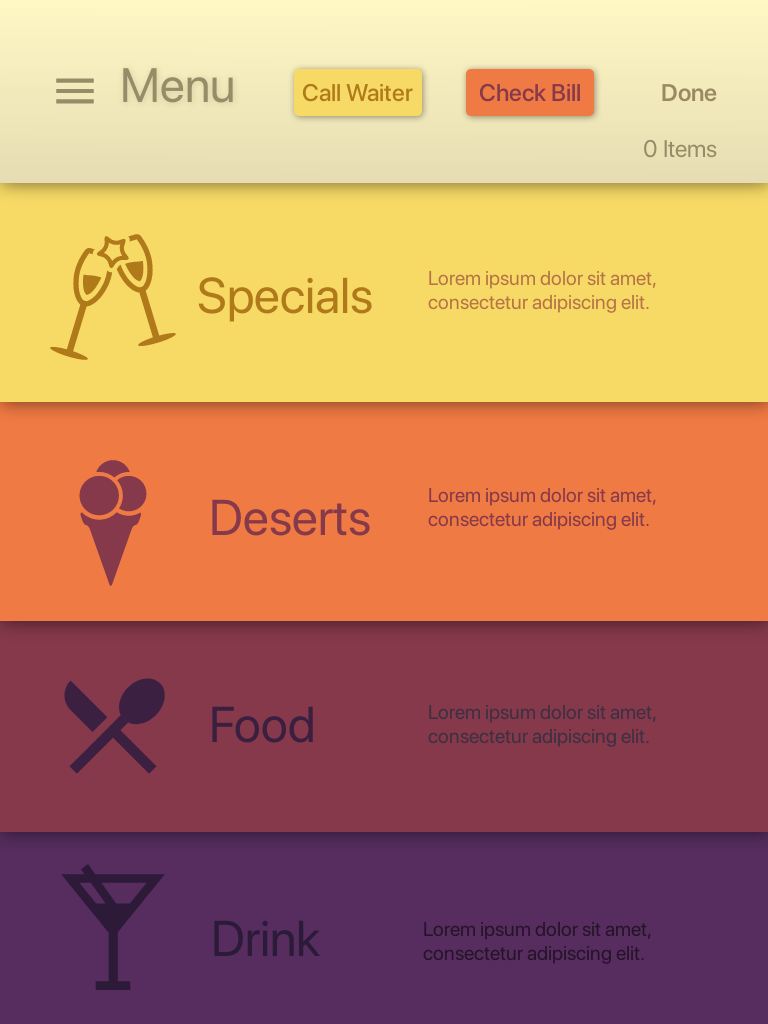 Menu
Call Waiter
Check Bill
Done
0 Items
Specials
Lorem ipsum dolor sit amet,
consectetur adipiscing elit.
Deserts
Lorem ipsum dolor sit amet,
consectetur adipiscing elit.
Food
Lorem ipsum dolor sit amet,
consectetur adipiscing elit.
Drink
Lorem ipsum dolor sit amet,
consectetur adipiscing elit.